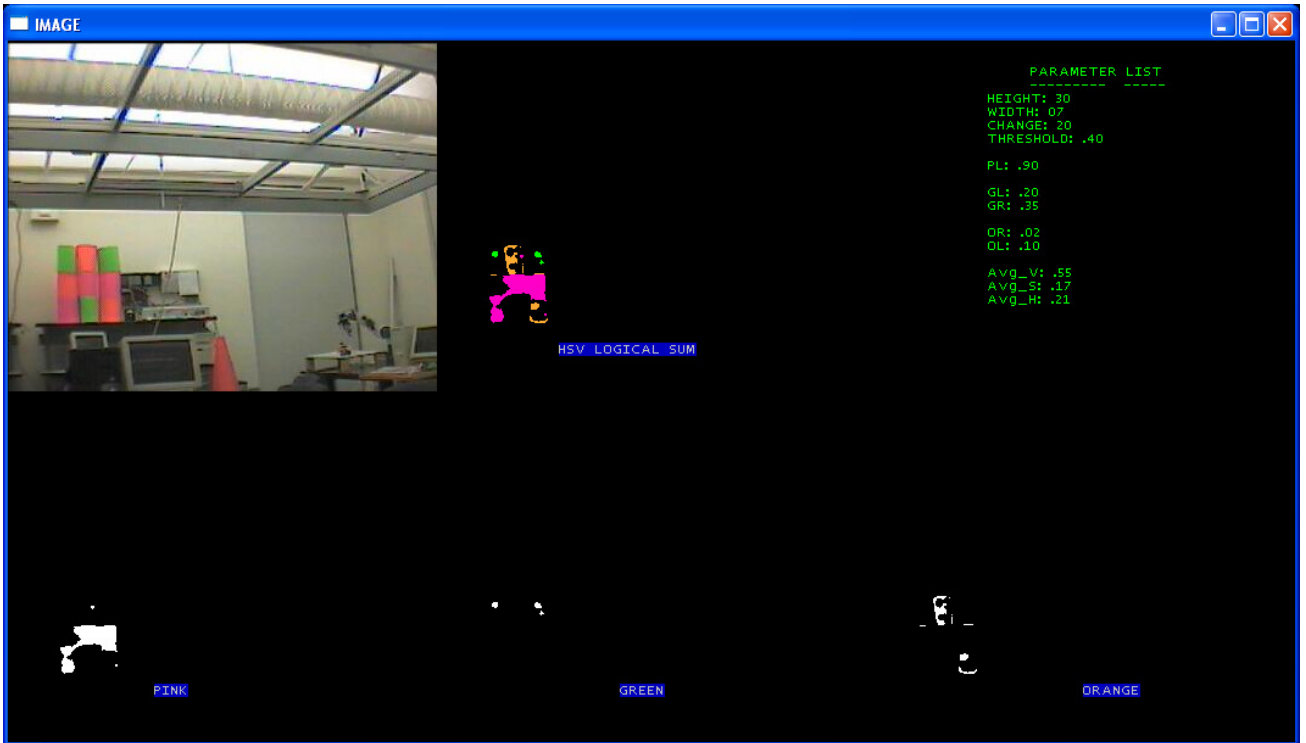 IMAGE
PARAMETER LIST
HEIGHT: 30
WIDTH: 07
CHANGE: 20
THRESHOLD: .40
PL: .90
GL: .20
GR: .35
OR: .02
OL: .10
Avg_V: .55
Avg_S: .17
Avg_H: .21
HSV LOGICAL SUM
PINK
GREEN
ORANGE